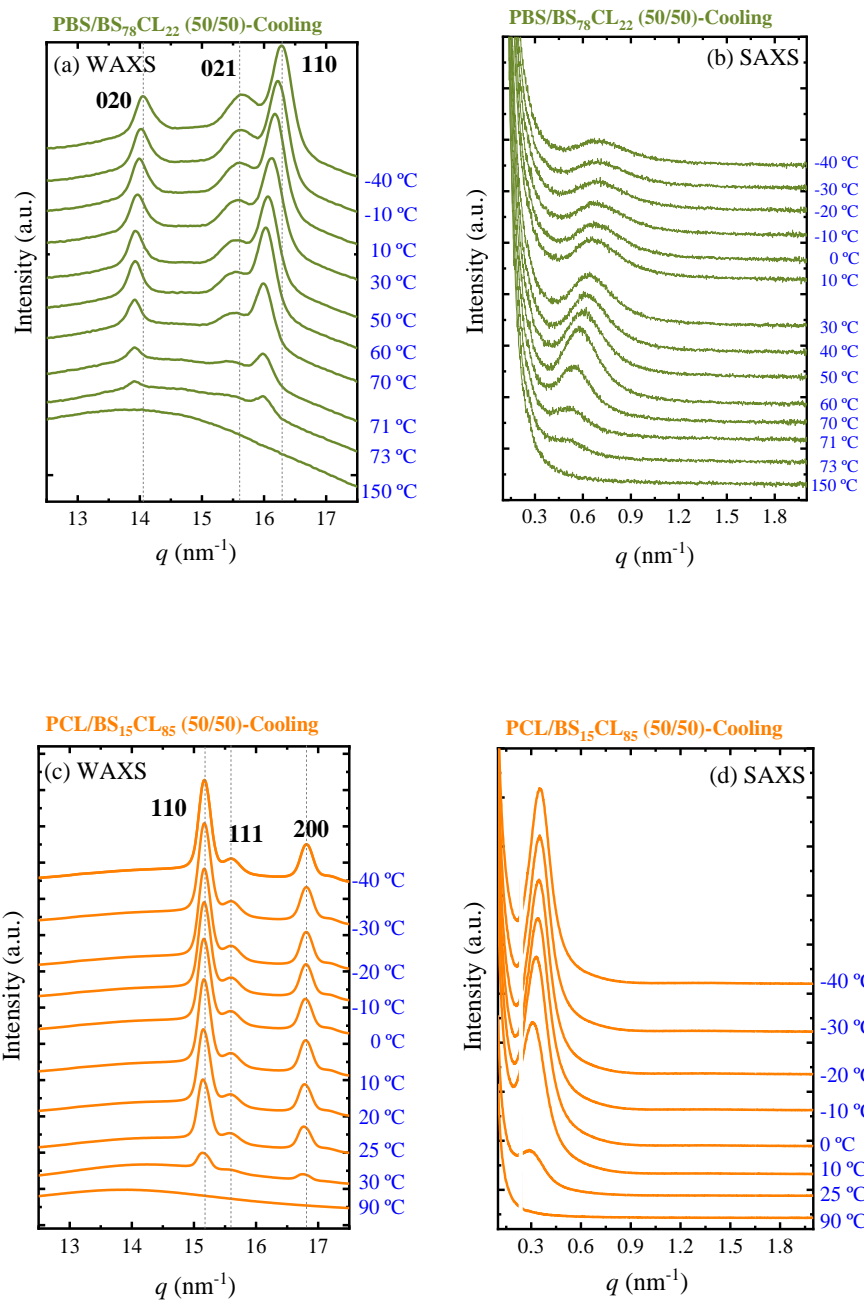 PBS/BS78CL22 (50/50)-Cooling
(a) WAXS
020
021
110
-40 ºC
-10 ºC
10 ºC
30 ºC
50 ºC
60 ºC
70 ºC
71 ºC
73 ºC
150 ºC
Intensity (a.u.)
13 14 15 16 17
q (nm-1)
PBS/BS78CL22 (50/50)-Cooling
(b) SAXS
-40 ºC
-30 ºC
-20 ºC
-10 ºC
0 ºC
10 ºC
30 ºC
40 ºC
50 ºC
60 ºC
70 ºC
71 ºC
73 ºC
150 ºC
Intensity (a.u.)
0.3 0.6 0.9 1.2 1.5 1.8
q (nm-1)
PCL/BS15CL85 (50/50)-Cooling
(c) WAXS
110
111
200
-40 ºC
-30 ºC
-20 ºC
-10 ºC
0 ºC
10 ºC
20 ºC
25 ºC
30 ºC
90 ºC
Intensity (a.u.)
13 14 15 16 17
q (nm-1)
PCL/BS15CL85 (50/50)-Cooling
(d) SAXS
-40 ºC
-30 ºC
-20 ºC
-10 ºC
0 ºC
10 ºC
25 ºC
90 ºC
Intensity (a.u.)
0.3 0.6 0.9 1.2 1.5 1.8
q (nm-1)